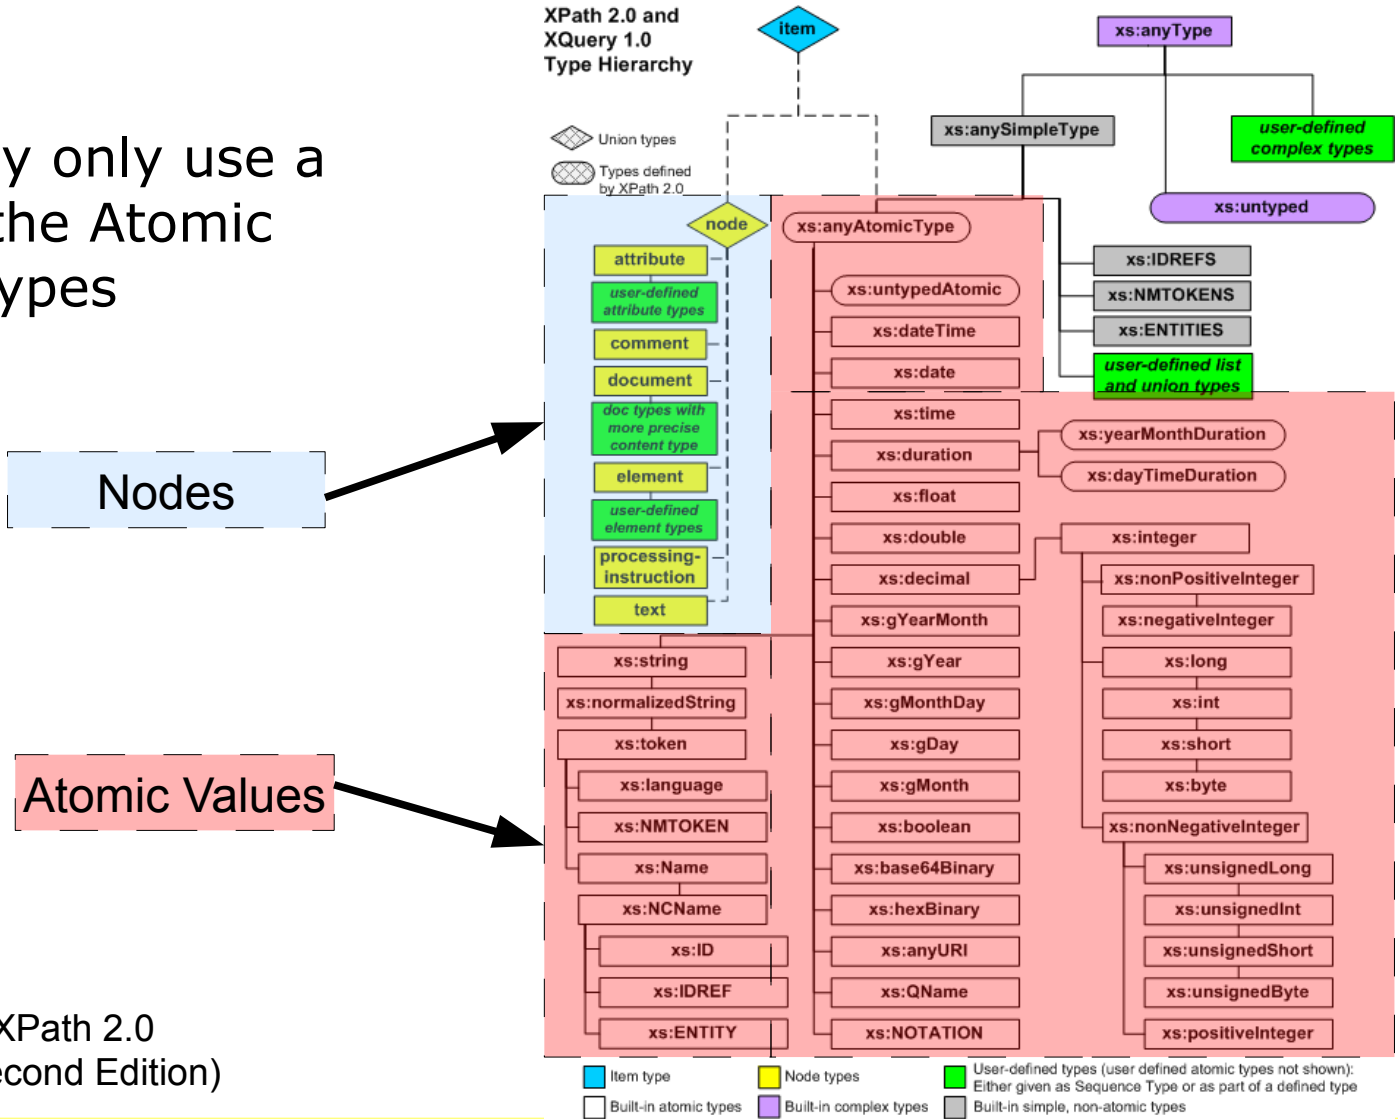 y only use a
the Atomic
ypes
Nodes
Atomic Values
XPath 2.0
econd Edition)
XPath 2.0 and
XQuery 1.0
Type Hierarchy
Union types
Types defined
by XPath 2.0
item
node
attribute
user-defined
attribute types
comment
document
doc types with
more precise
content type
element
user-defined
element types
processing-
instruction
text
xs:anyType
xs:anySimpleType
user-defined
complex types
xs:untyped
xs:IDREFS
xs:NMTOKENS
xs:ENTITIES
user-defined list
and union types
xs:anyAtomicType
xs:untypedAtomic
xs:dateTime
xs:date
xs:time
xs:duration
xs:yearMonthDuration
xs:dayTimeDuration
xs:float
xs:double
xs:decimal
xs:gYearMonth
xs:gYear
xs:gMonthDay
xs:gDay
xs:gMonth
xs:boolean
xs:base64Binary
xs:hexBinary
xs:anyURI
xs:QName
xs:NOTATION
xs:integer
xs:nonPositiveInteger
xs:negativeInteger
xs:long
xs:int
xs:short
xs:byte
xs:nonNegativeInteger
xs:unsignedLong
xs:unsignedInt
xs:unsignedShort
xs:unsignedByte
xs:positiveInteger
xs:string
xs:normalizedString
xs:token
xs:language
xs:NMTOKEN
xs:Name
xs:NCName
xs:ID
xs:IDREF
xs:ENTITY
Item type
Node types
User-defined types (user defined atomic types not shown):
Either given as Sequence Type or as part of a defined type
Built-in atomic types
Built-in complex types
Built-in simple, non-atomic types